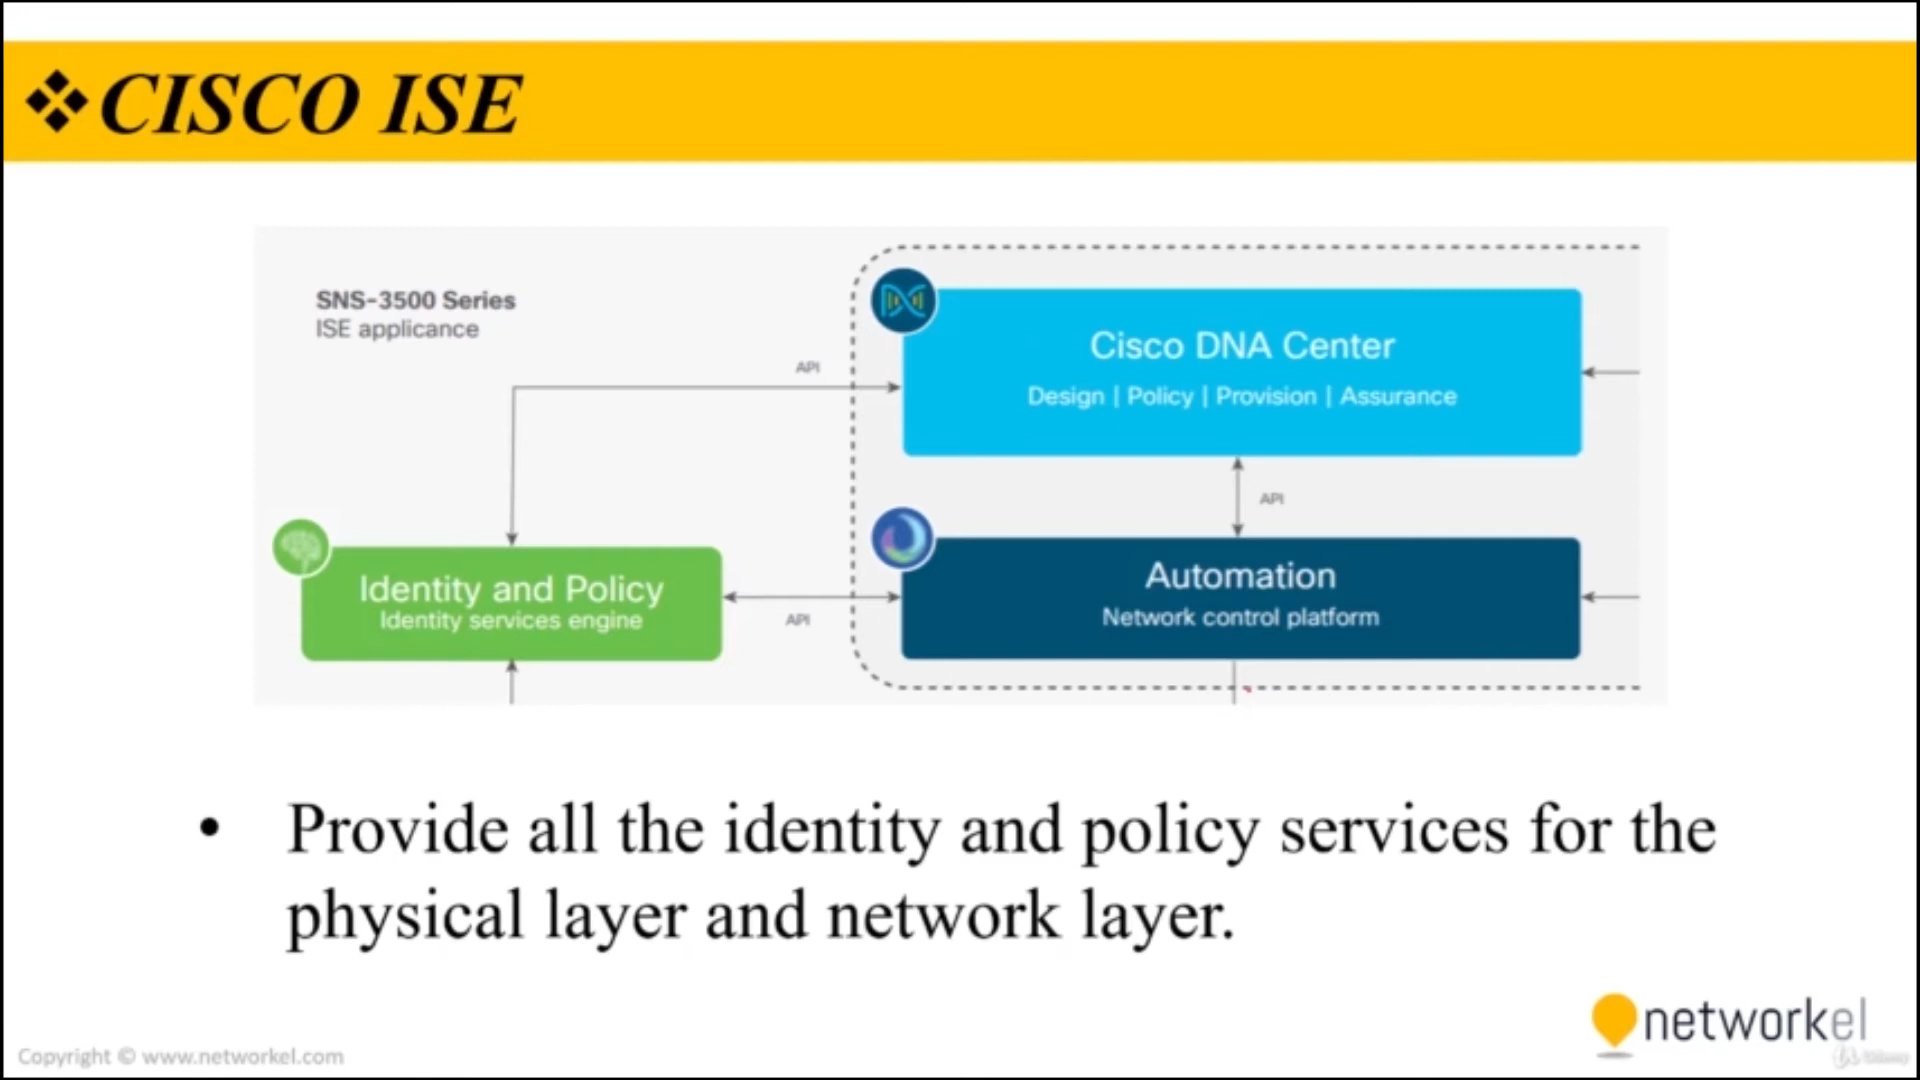 ❖CISCO ISE
SNS-3500 Series
ISE applicance
API
Cisco DNA Center
Design | Policy | Provision | Assurance
API
Identity and Policy
Identity services engine
API
Automation
Network control platform
• Provide all the identity and policy services for the
physical layer and network layer.
networkel
Copyright © www.networkel.com
Udemy